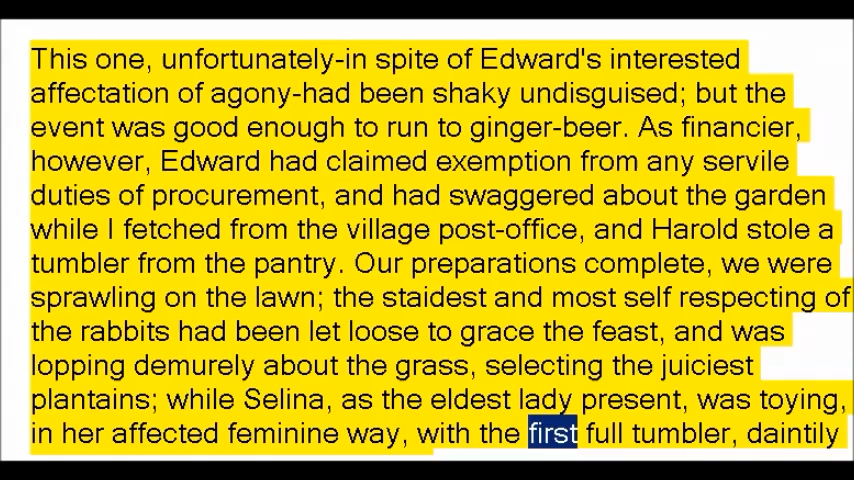 This one, unfortunately-in spite of Edward's interested
affectation of agony-had been shaky undisguised; but the
event was good enough to run to ginger-beer. As financier,
however, Edward had claimed exemption from any servile
duties of procurement, and had swaggered about the garden
while I fetched from the village post-office, and Harold stole a
tumbler from the pantry. Our preparations complete, we were
sprawling on the lawn; the staidest and most self respecting of
the rabbits had been let loose to grace the feast, and was
lopping demurely about the grass, selecting the juiciest
plantains; while Selina, as the eldest lady present, was toying,
in her affected feminine way, with the first full tumbler, daintily